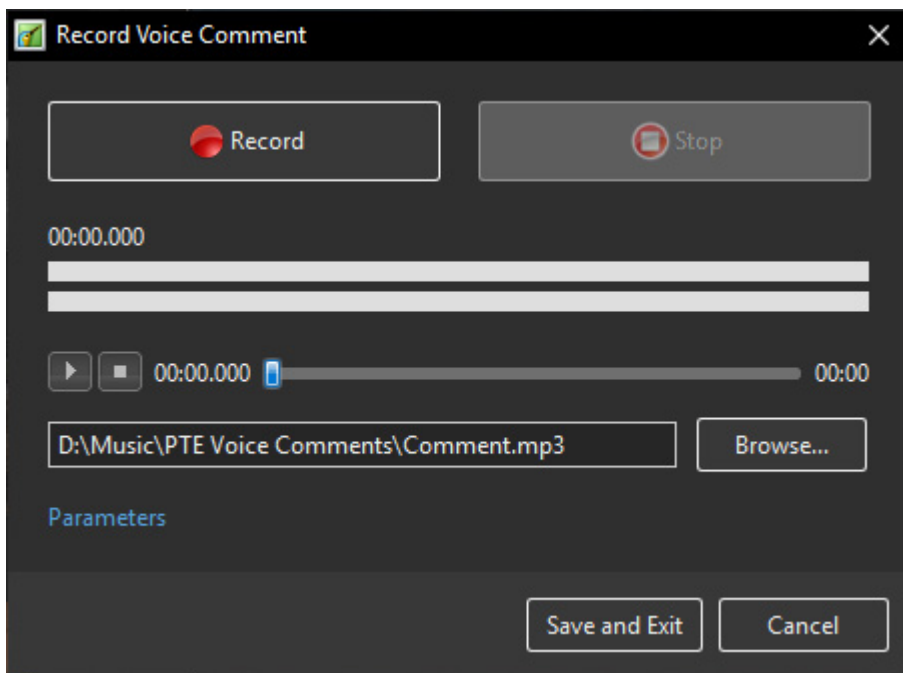 Record Voice Comment
Record Stop
00:00.000
00:00.000 00:00
D:\Music\PTE Voice Comments\Comment.mp3 Browse...
Parameters
Save and Exit Cancel